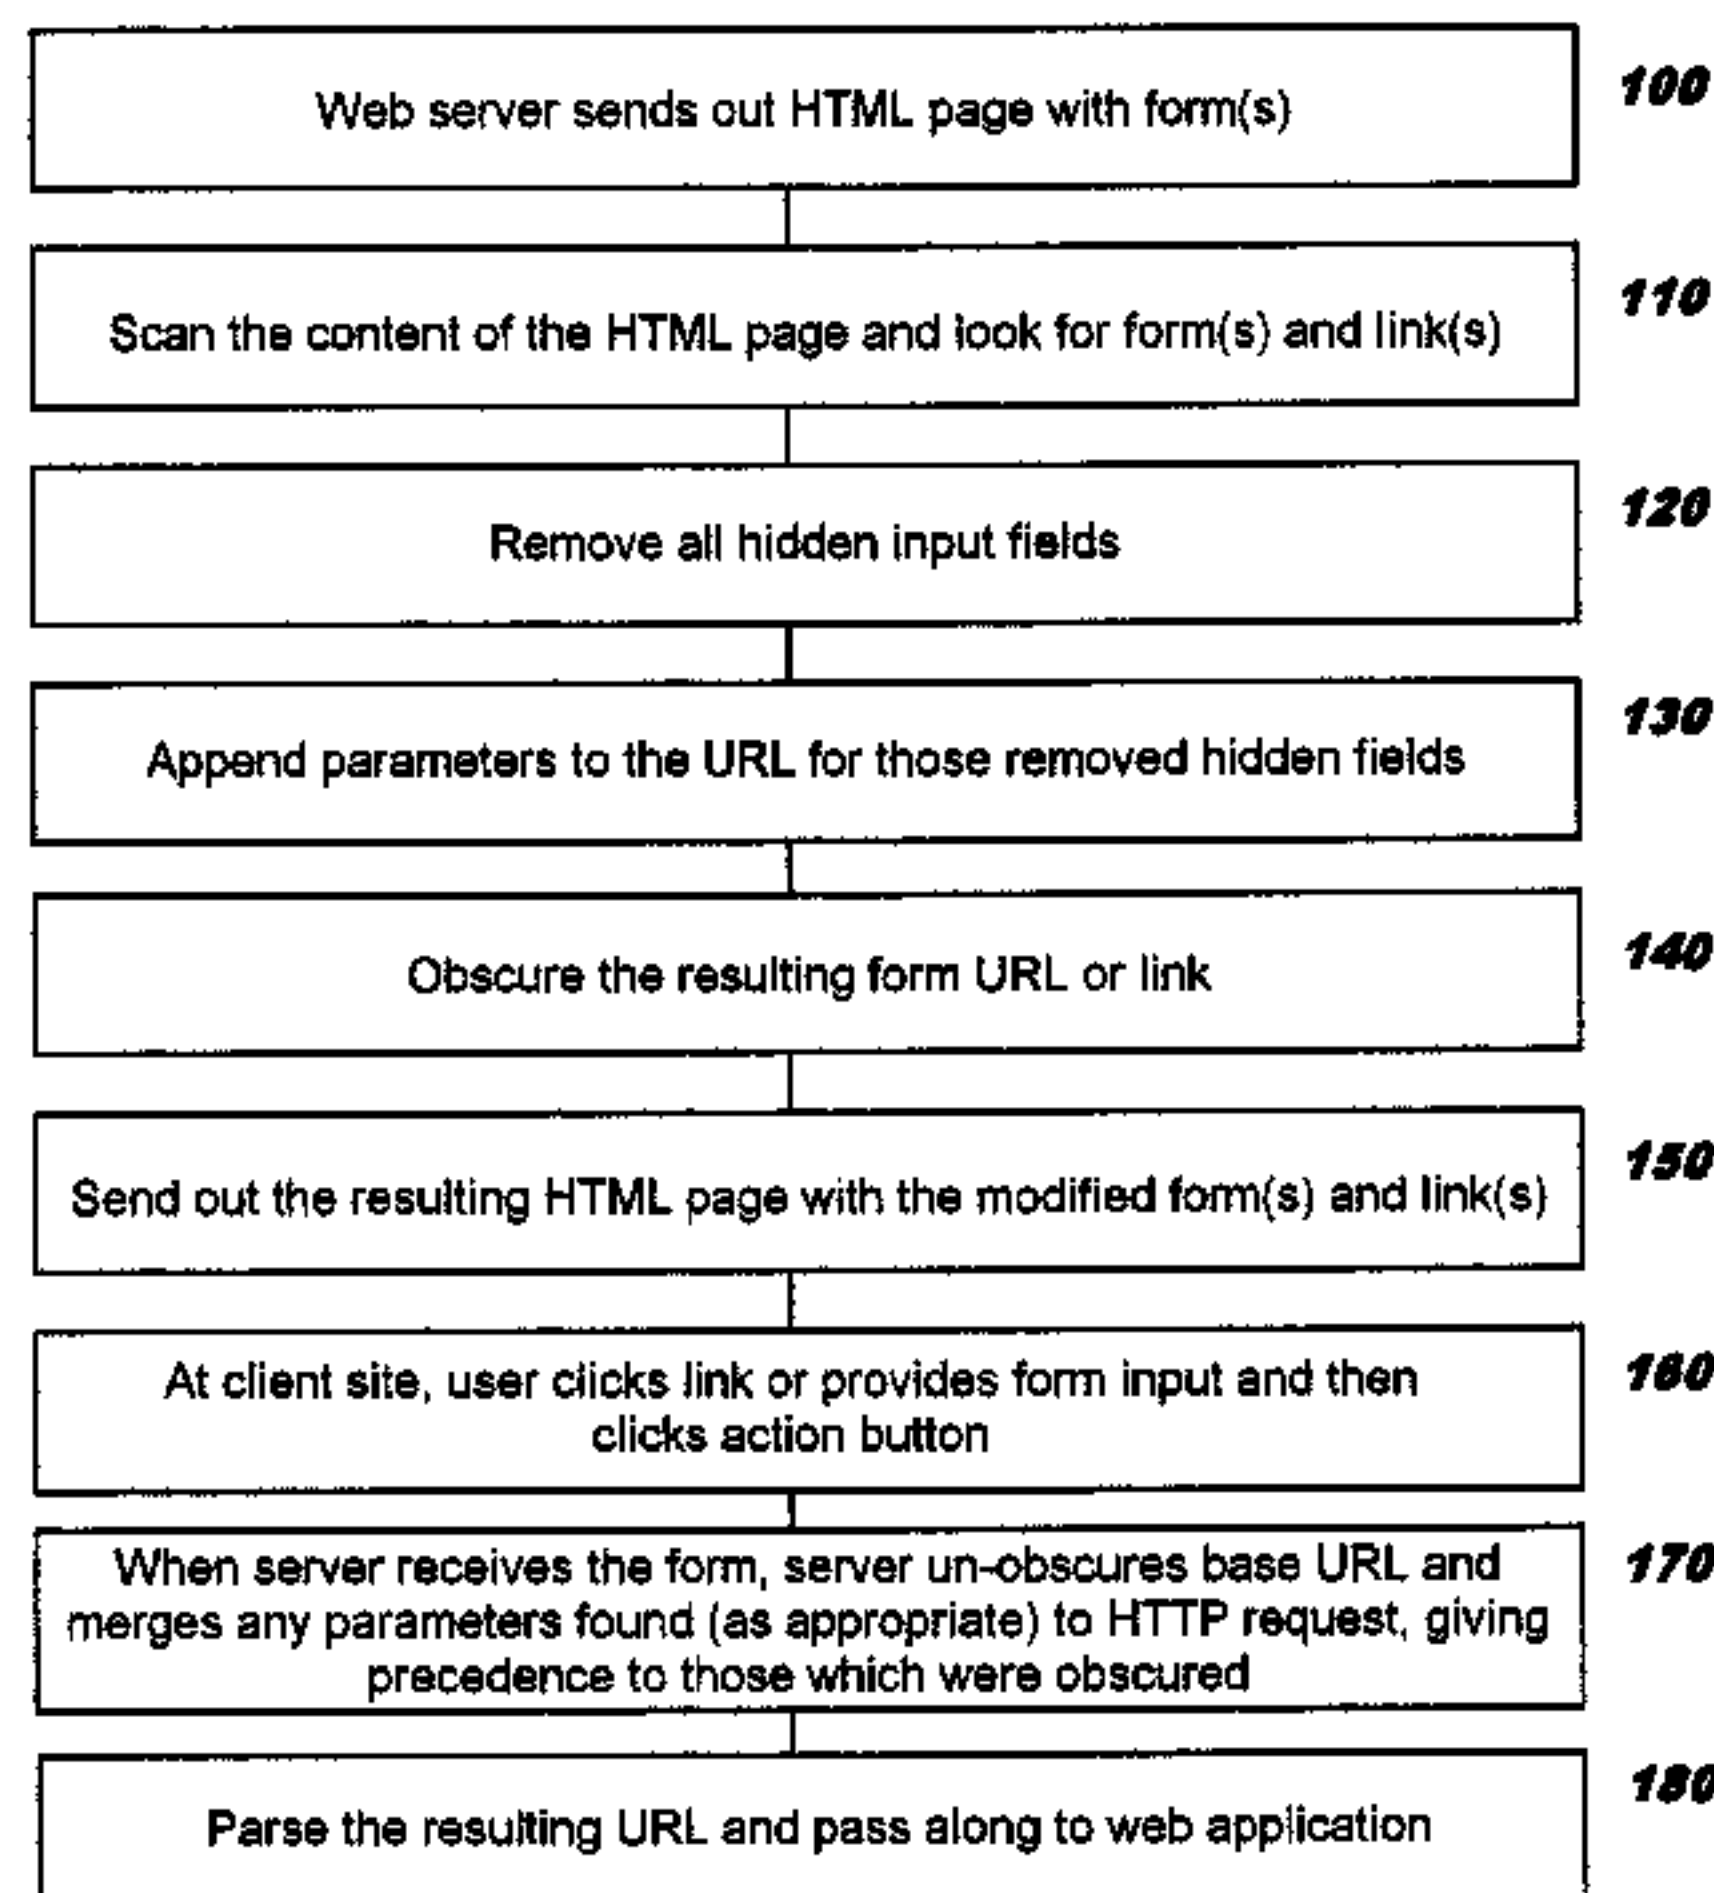 Web server sends out HTML page with form(s)
100
Scan the content of the HTML page and look for form(s) and link(s)
110
Remove all hidden input fields
120
Append parameters to the URL for those removed hidden fields
130
Obscure the resulting form URL or link
140
Send out the resulting HTML page with the modified form(s) and link(s)
150
At client site, user clicks link or provides form input and then
clicks action button
160
When server receives the form, server un-obscures base URL and
merges any parameters found (as appropriate) to HTTP request, giving
precedence to those which were obscured
170
Parse the resulting URL and pass along to web application
180